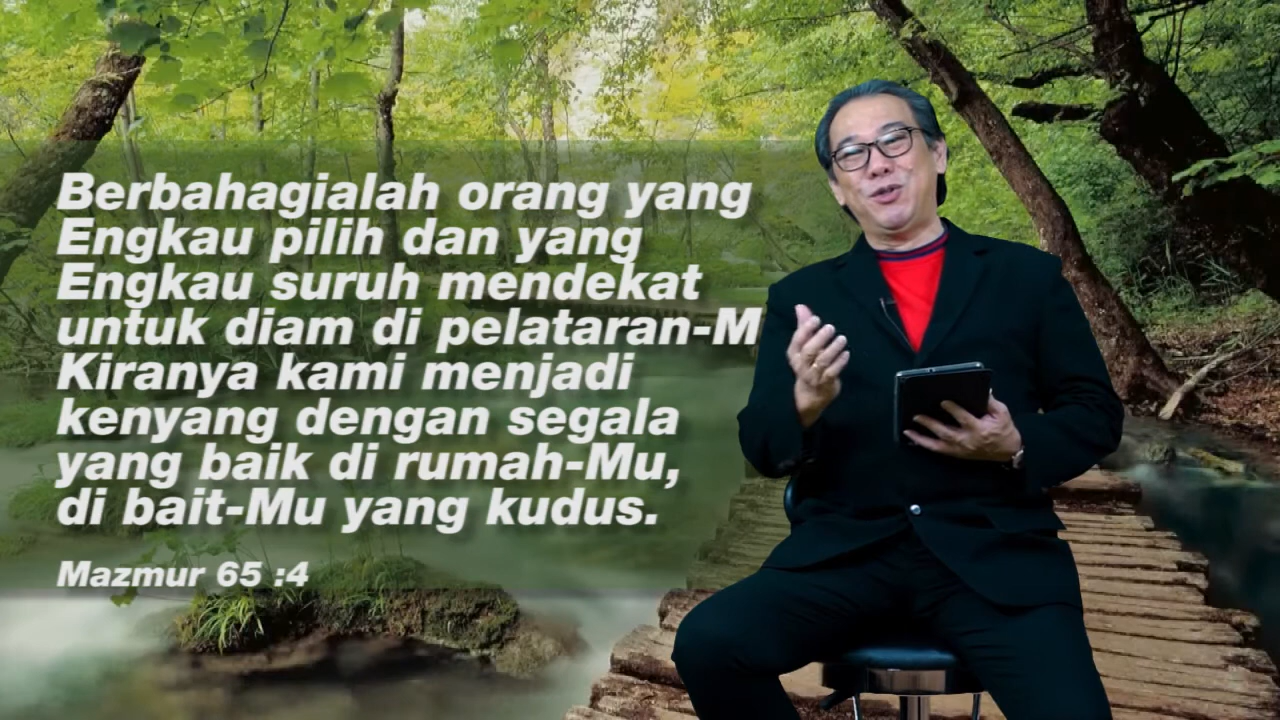 Berbahagialah orang yang
Engkau pilih dan yang
Engkau suruh mendekat
untuk diam di pelataran-M
Kiranya kami menjadi
kenyang dengan segala
yang baik di rumah-Mu,
di bait-Mu yang kudus.
Mazmur 65 :4